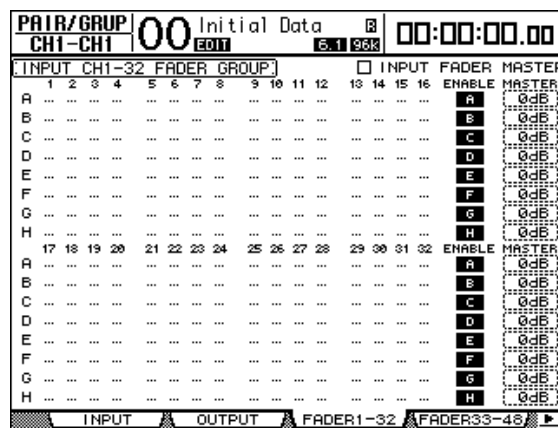 PAIR/GRUP
CH1-CH1
00 Initial Data R
EDIT 5.1 96K
00:00:00.00
INPUT CH1-32 FADER GROUP
INPUT FADER MASTER
1 2 3 4 5 6 7 8 9 10 11 12 13 14 15 16 ENABLE MASTER
A A 0dB
B B 0dB
C C 0dB
D D 0dB
E E 0dB
F F 0dB
G G 0dB
H H 0dB
17 18 19 20 21 22 23 24 25 26 27 28 29 30 31 32 ENABLE MASTER
A A 0dB
B B 0dB
C C 0dB
D D 0dB
E E 0dB
F F 0dB
G G 0dB
H H 0dB
INPUT OUTPUT FADER1-32 FADER33-48